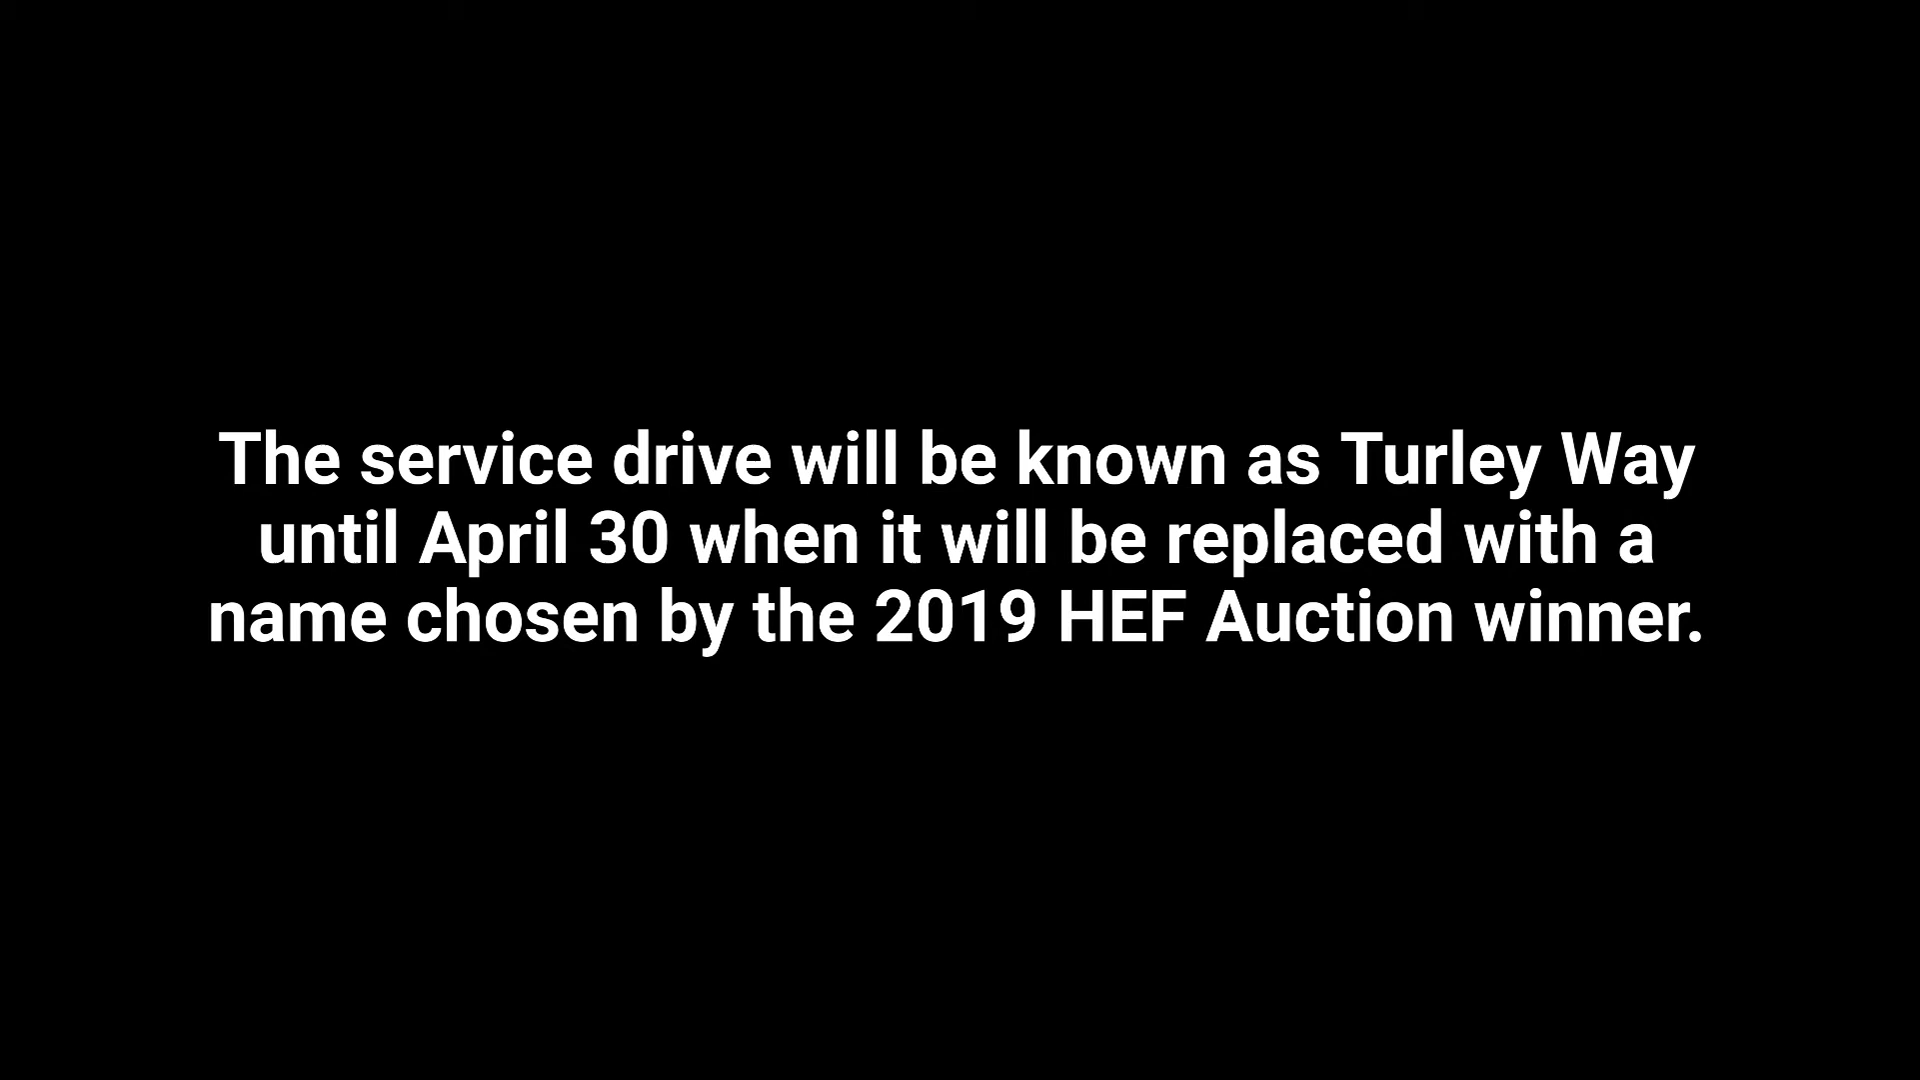 The service drive will be known as Turley Way
until April 30 when it will be replaced with a
name chosen by the 2019 HEF Auction winner.